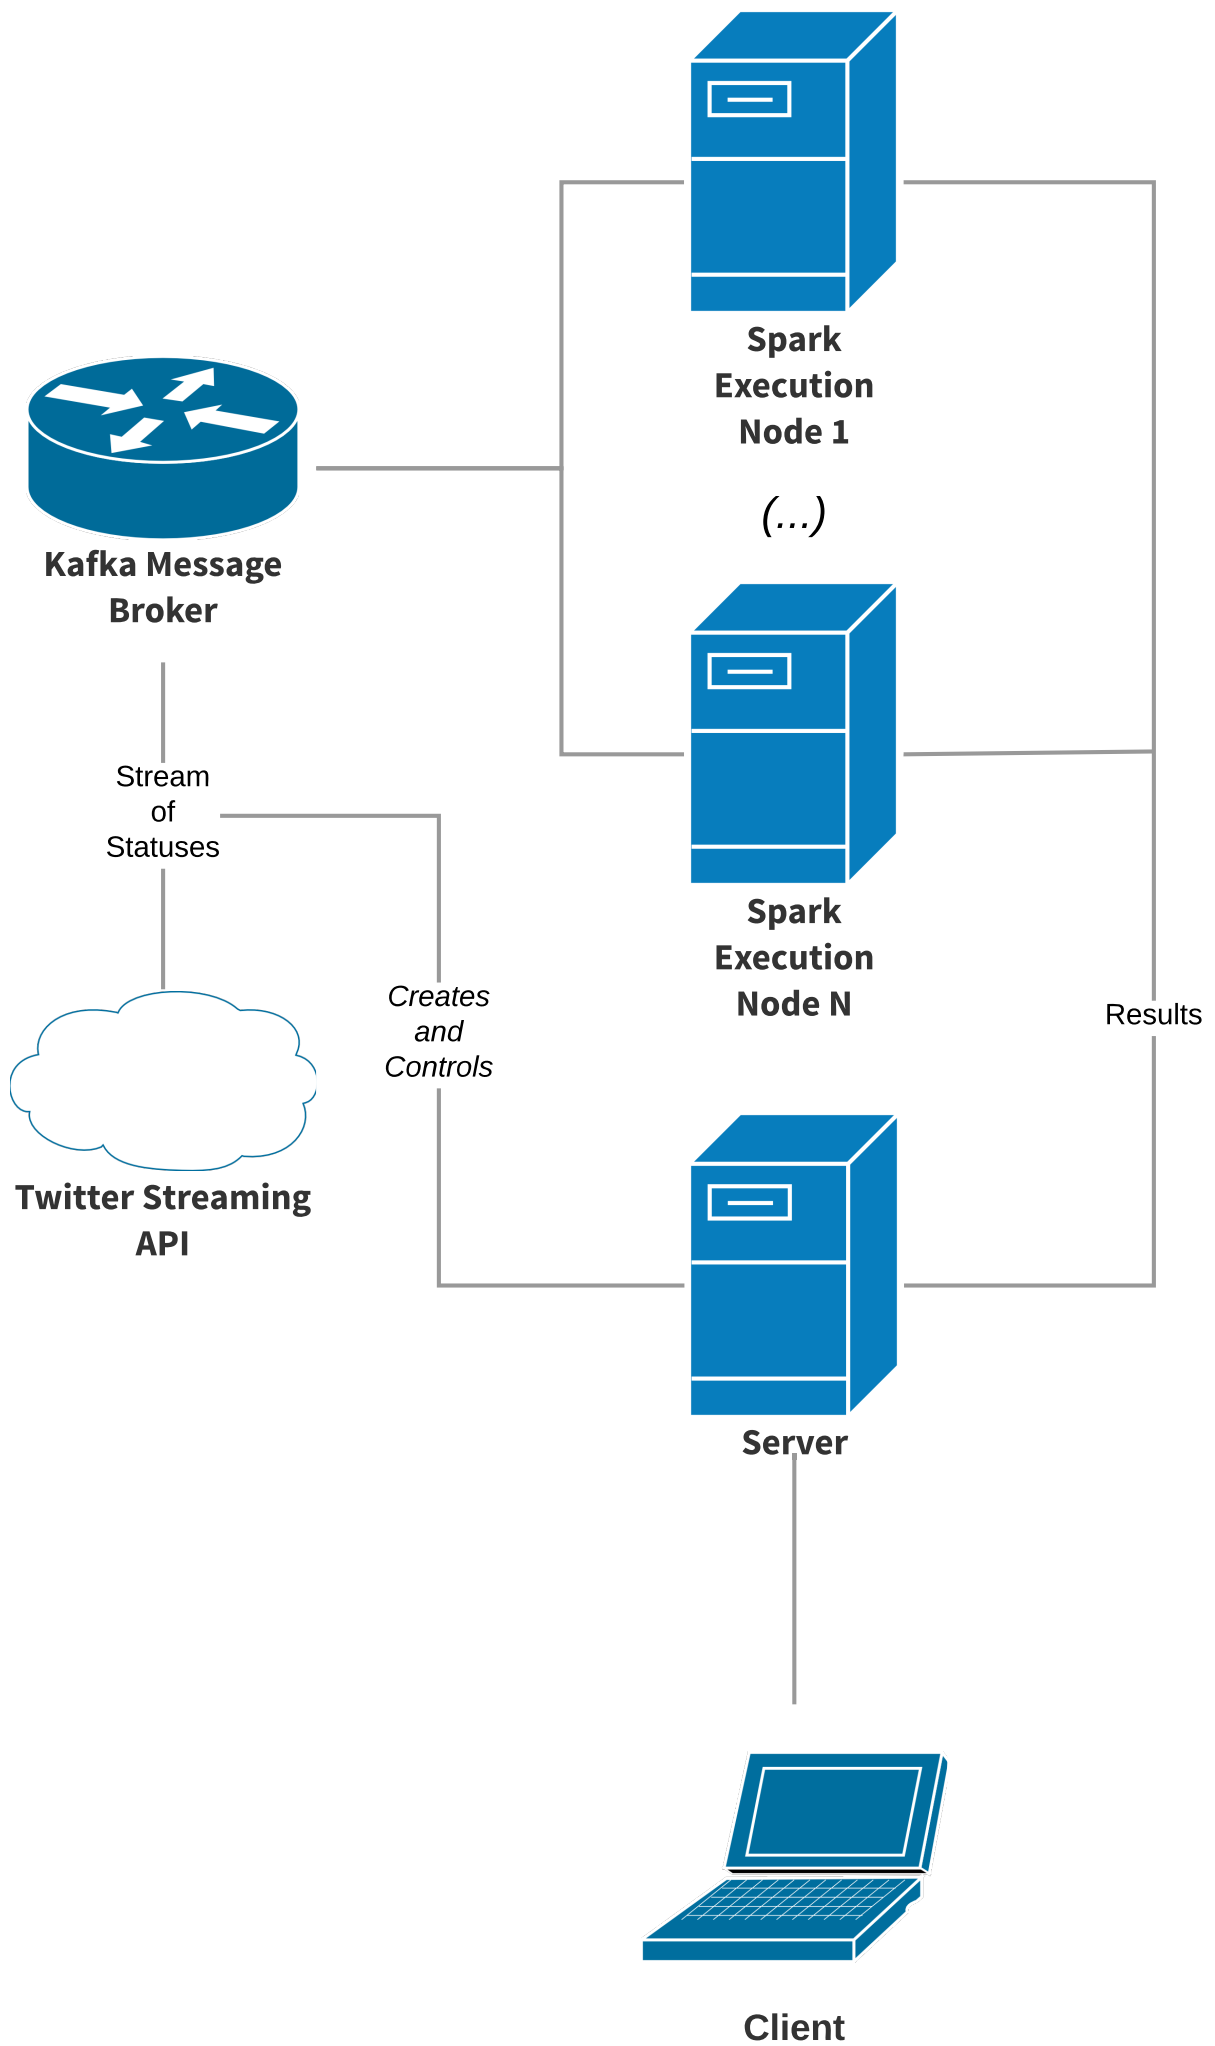 Spark
Execution
Node 1
(...)
Kafka Message
Broker
Stream
of
Statuses
Spark
Execution
Node N
Creates
and
Controls
Results
Twitter Streaming
API
Server
Client